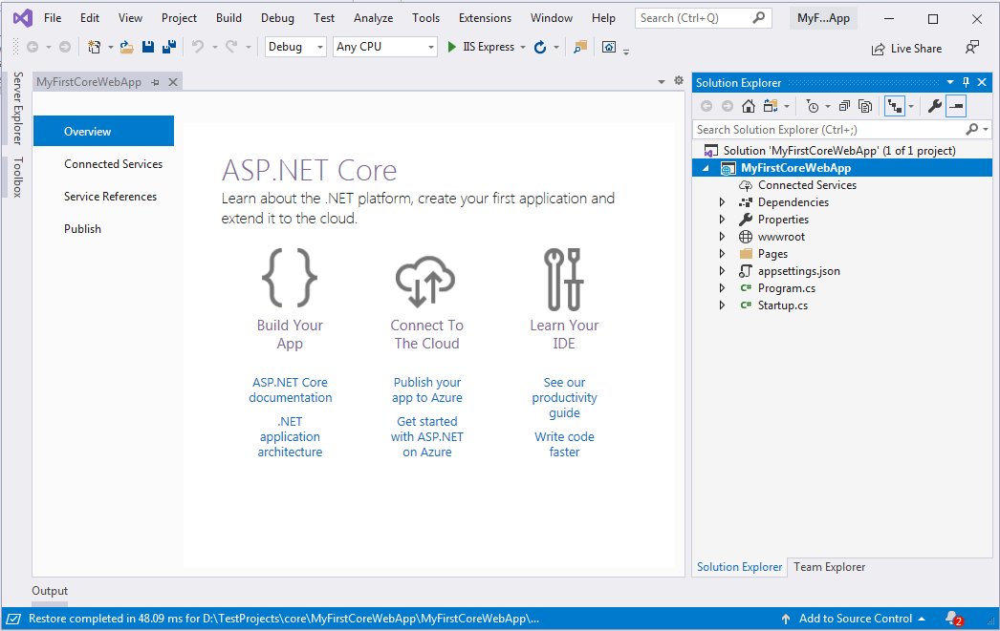 File Edit View Project Build Debug Test Analyze Tools Extensions Window Help Search (Ctrl+Q) MyF...App
Debug Any CPU IIS Express Live Share
Server Explorer
Toolbox
MyFirstCoreWebApp
Overview
Connected Services
Service References
Publish
ASP.NET Core
Learn about the .NET platform, create your first application and
extend it to the cloud.
Build Your
App
ASP.NET Core
documentation
.NET
application
architecture
Connect To
The Cloud
Publish your
app to Azure
Get started
with ASP.NET
on Azure
Learn Your
IDE
See our
productivity
guide
Write code
faster
Solution Explorer
Search Solution Explorer (Ctrl+;)
Solution 'MyFirstCoreWebApp' (1 of 1 project)
MyFirstCoreWebApp
Connected Services
Dependencies
Properties
wwwroot
Pages
appsettings.json
C# Program.cs
C# Startup.cs
Solution Explorer Team Explorer
Output
Restore completed in 48.09 ms for D:\TestProjects\core\MyFirstCoreWebApp\MyFirstCoreWebApp\... Add to Source Control 2